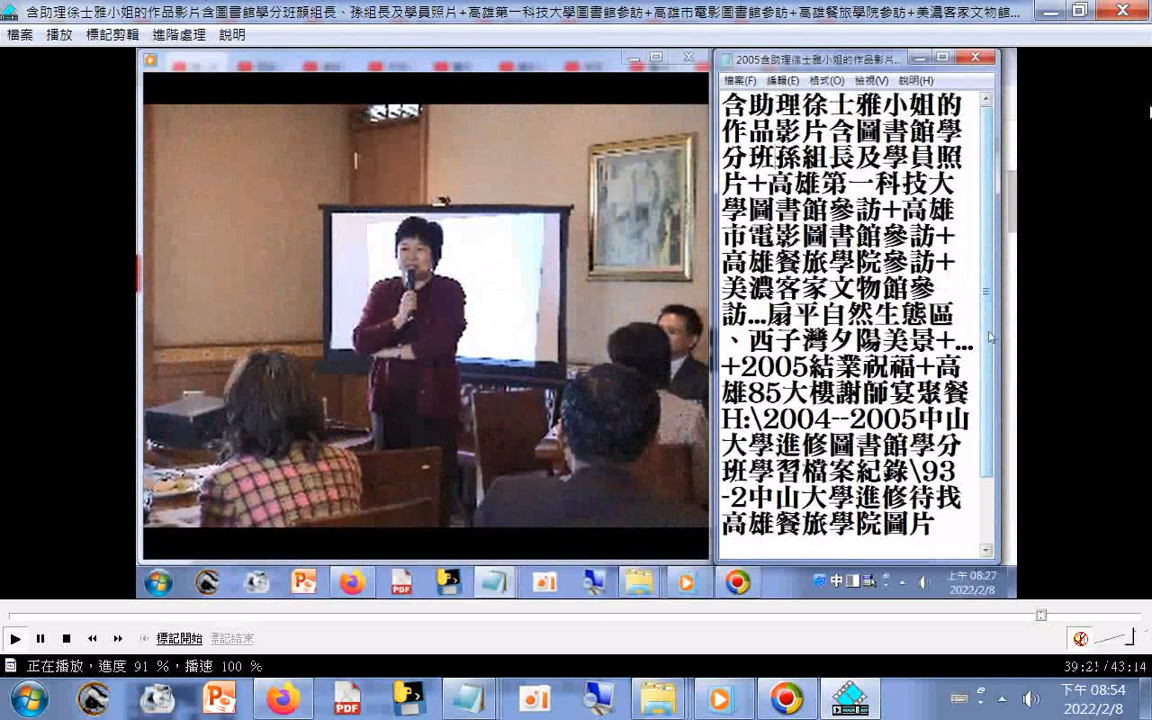 含助理徐士雅小姐的作品影片含圖書館學分班顏組長、孫組長及學員照片+高雄第一科技大學圖書館參訪+高雄市電影圖書館參訪+高雄餐旅學院參訪+美濃客家文物館...
檔案 播放 標記剪輯 進階處理 說明
2005含助理徐士雅小姐的作品影片...
檔案(F) 編輯(E) 格式(O) 檢視(V) 說明(H)
含助理徐士雅小姐的
作品影片含圖書館學
分班孫組長及學員照
片+高雄第一科技大
學圖書館參訪+高雄
市電影圖書館參訪+
高雄餐旅學院參訪+
美濃客家文物館參
訪...扇平自然生態區
、西子灣夕陽美景+...
+2005結業祝福+高
雄85大樓謝師宴聚餐
H:\2004--2005中山
大學進修圖書館學分
班學習檔案紀錄\93
-2中山大學進修待找
高雄餐旅學院圖片
中
上午 08:27
2022/2/8
標記開始 標記結束
正在播放，進度 91 %，播速 100 %
39:21 / 43:14
PDF
下午 08:54
2022/2/8